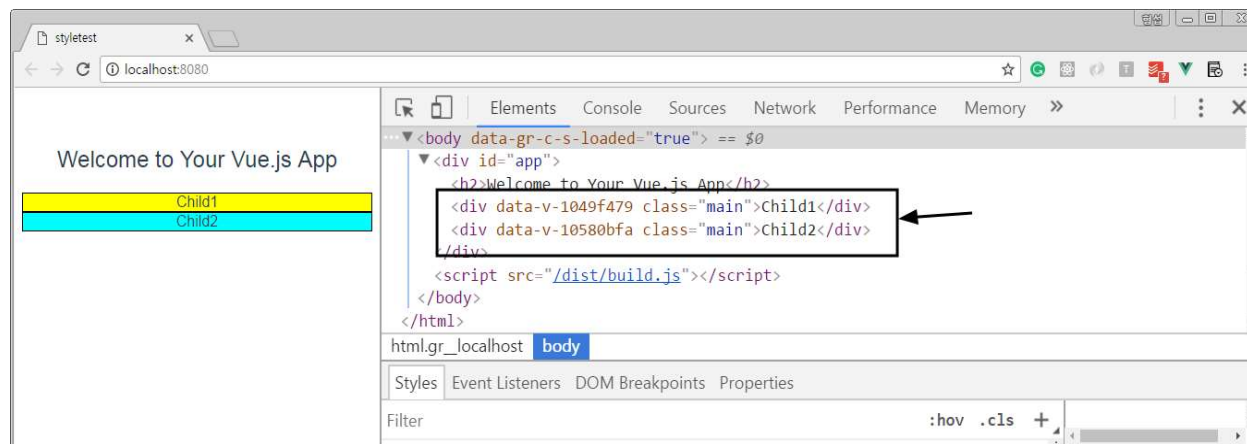 styletest
원섭
localhost:8080
Welcome to Your Vue.js App
Child1
Child2
Elements Console Sources Network Performance Memory »
▼<body data-gr-c-s-loaded="true"> == $0
▼<div id="app">
<h2>Welcome to Your Vue.js App</h2>
<div data-v-1049f479 class="main">Child1</div>
<div data-v-10580bfa class="main">Child2</div>
</div>
<script src="/dist/build.js"></script>
</body>
</html>
html.gr__localhost body
Styles Event Listeners DOM Breakpoints Properties
Filter :hov .cls +